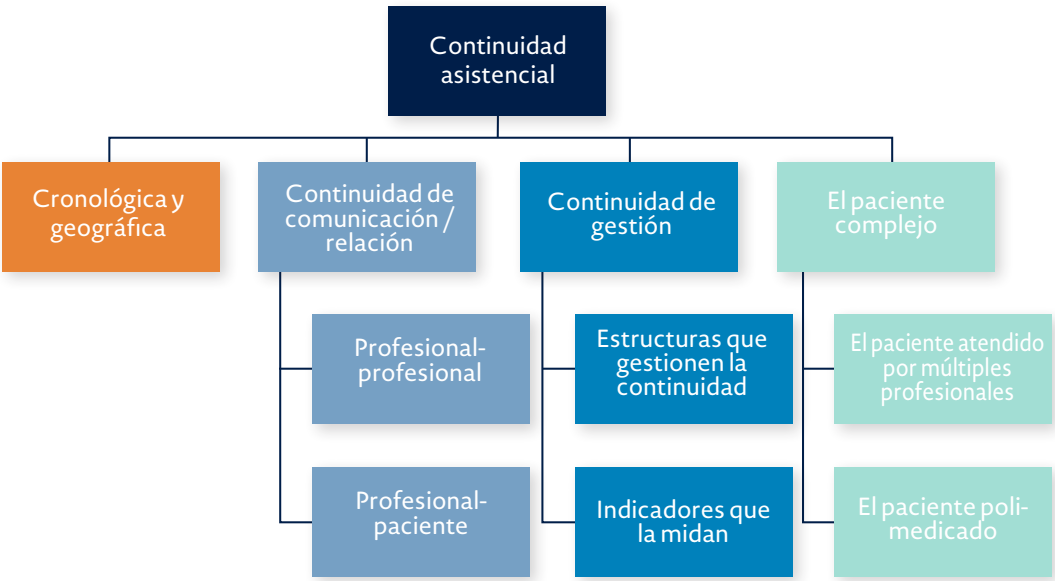 Continuidad
asistencial
Cronológica y
geográfica
Continuidad de
comunicación /
relación
Continuidad de
gestión
El paciente
complejo
Profesional-
profesional
Estructuras que
gestionen la
continuidad
El paciente atendido
por múltiples
profesionales
Profesional-
paciente
Indicadores que
la midan
El paciente poli-
medicado